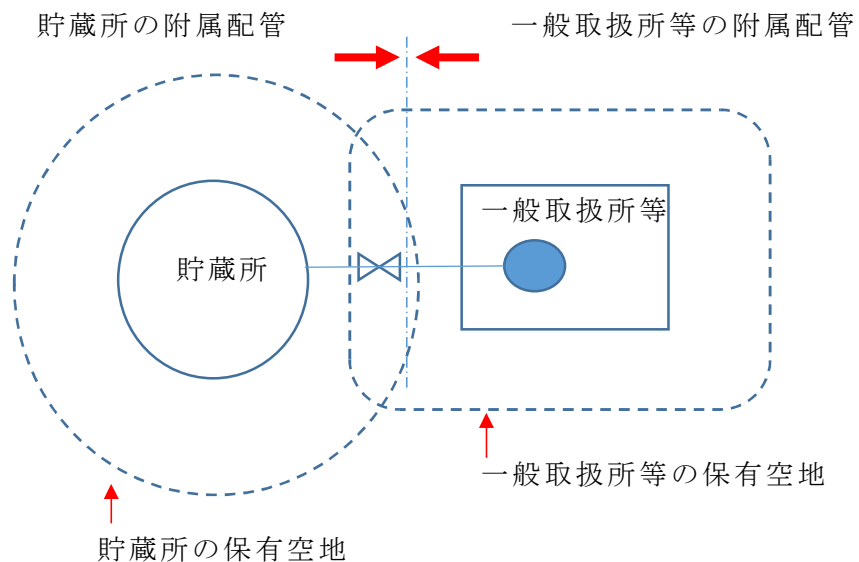 貯蔵所の附属配管
一般取扱所等の附属配管
一般取扱所等
貯蔵所
一般取扱所等の保有空地
貯蔵所の保有空地